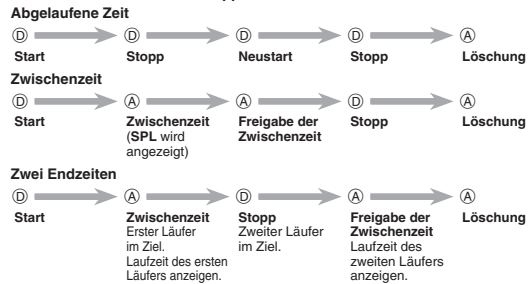 Abgelaufene Zeit
Ⓓ Ⓓ Ⓓ Ⓓ Ⓐ
Start Stopp Neustart Stopp Löschung
Zwischenzeit
Ⓓ Ⓐ Ⓐ Ⓓ Ⓐ
Start Zwischenzeit Freigabe der Stopp Löschung
(SPL wird Zwischenzeit
angezeigt)
Zwei Endzeiten
Ⓓ Ⓐ Ⓓ Ⓐ Ⓐ
Start Zwischenzeit Stopp Freigabe der Löschung
Erster Läufer Zweiter Läufer Zwischenzeit
im Ziel. im Ziel. Laufzeit des
Laufzeit des ersten zweiten Läufers
Läufers anzeigen. anzeigen.